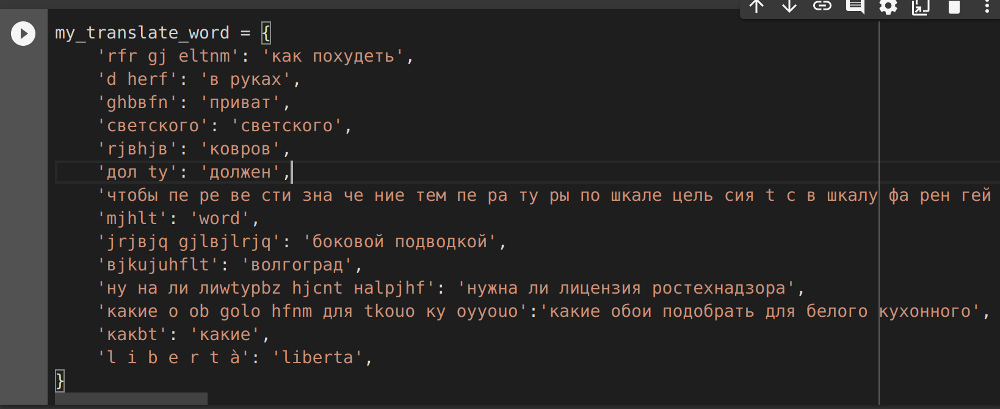 my_translate_word = {
'rfr gj eltnm': 'как похудеть',
'd herf': 'в руках',
'ghbвfn': 'приват',
'светского': 'светского',
'rjвhjв': 'ковров',
'дол ty': 'должен',
'чтобы пе ре ве сти зна че ние тем пе ра ту ры по шкале цель сия t с в шкалу фа рен гей
'mjhlt': 'word',
'jrjвjq gjlвjlrjq': 'боковой подводкой',
'вjkujuhflt': 'волгоград',
'ну на ли лиwtypbz hjcnt наlpjhf': 'нужна ли лицензия ростехнадзора',
'какие о ob golo hfnm для tkouo ку oyyouo':'какие обои подобрать для белого кухонного',
'какbt': 'какие',
'l i b e r t à': 'liberta',
}